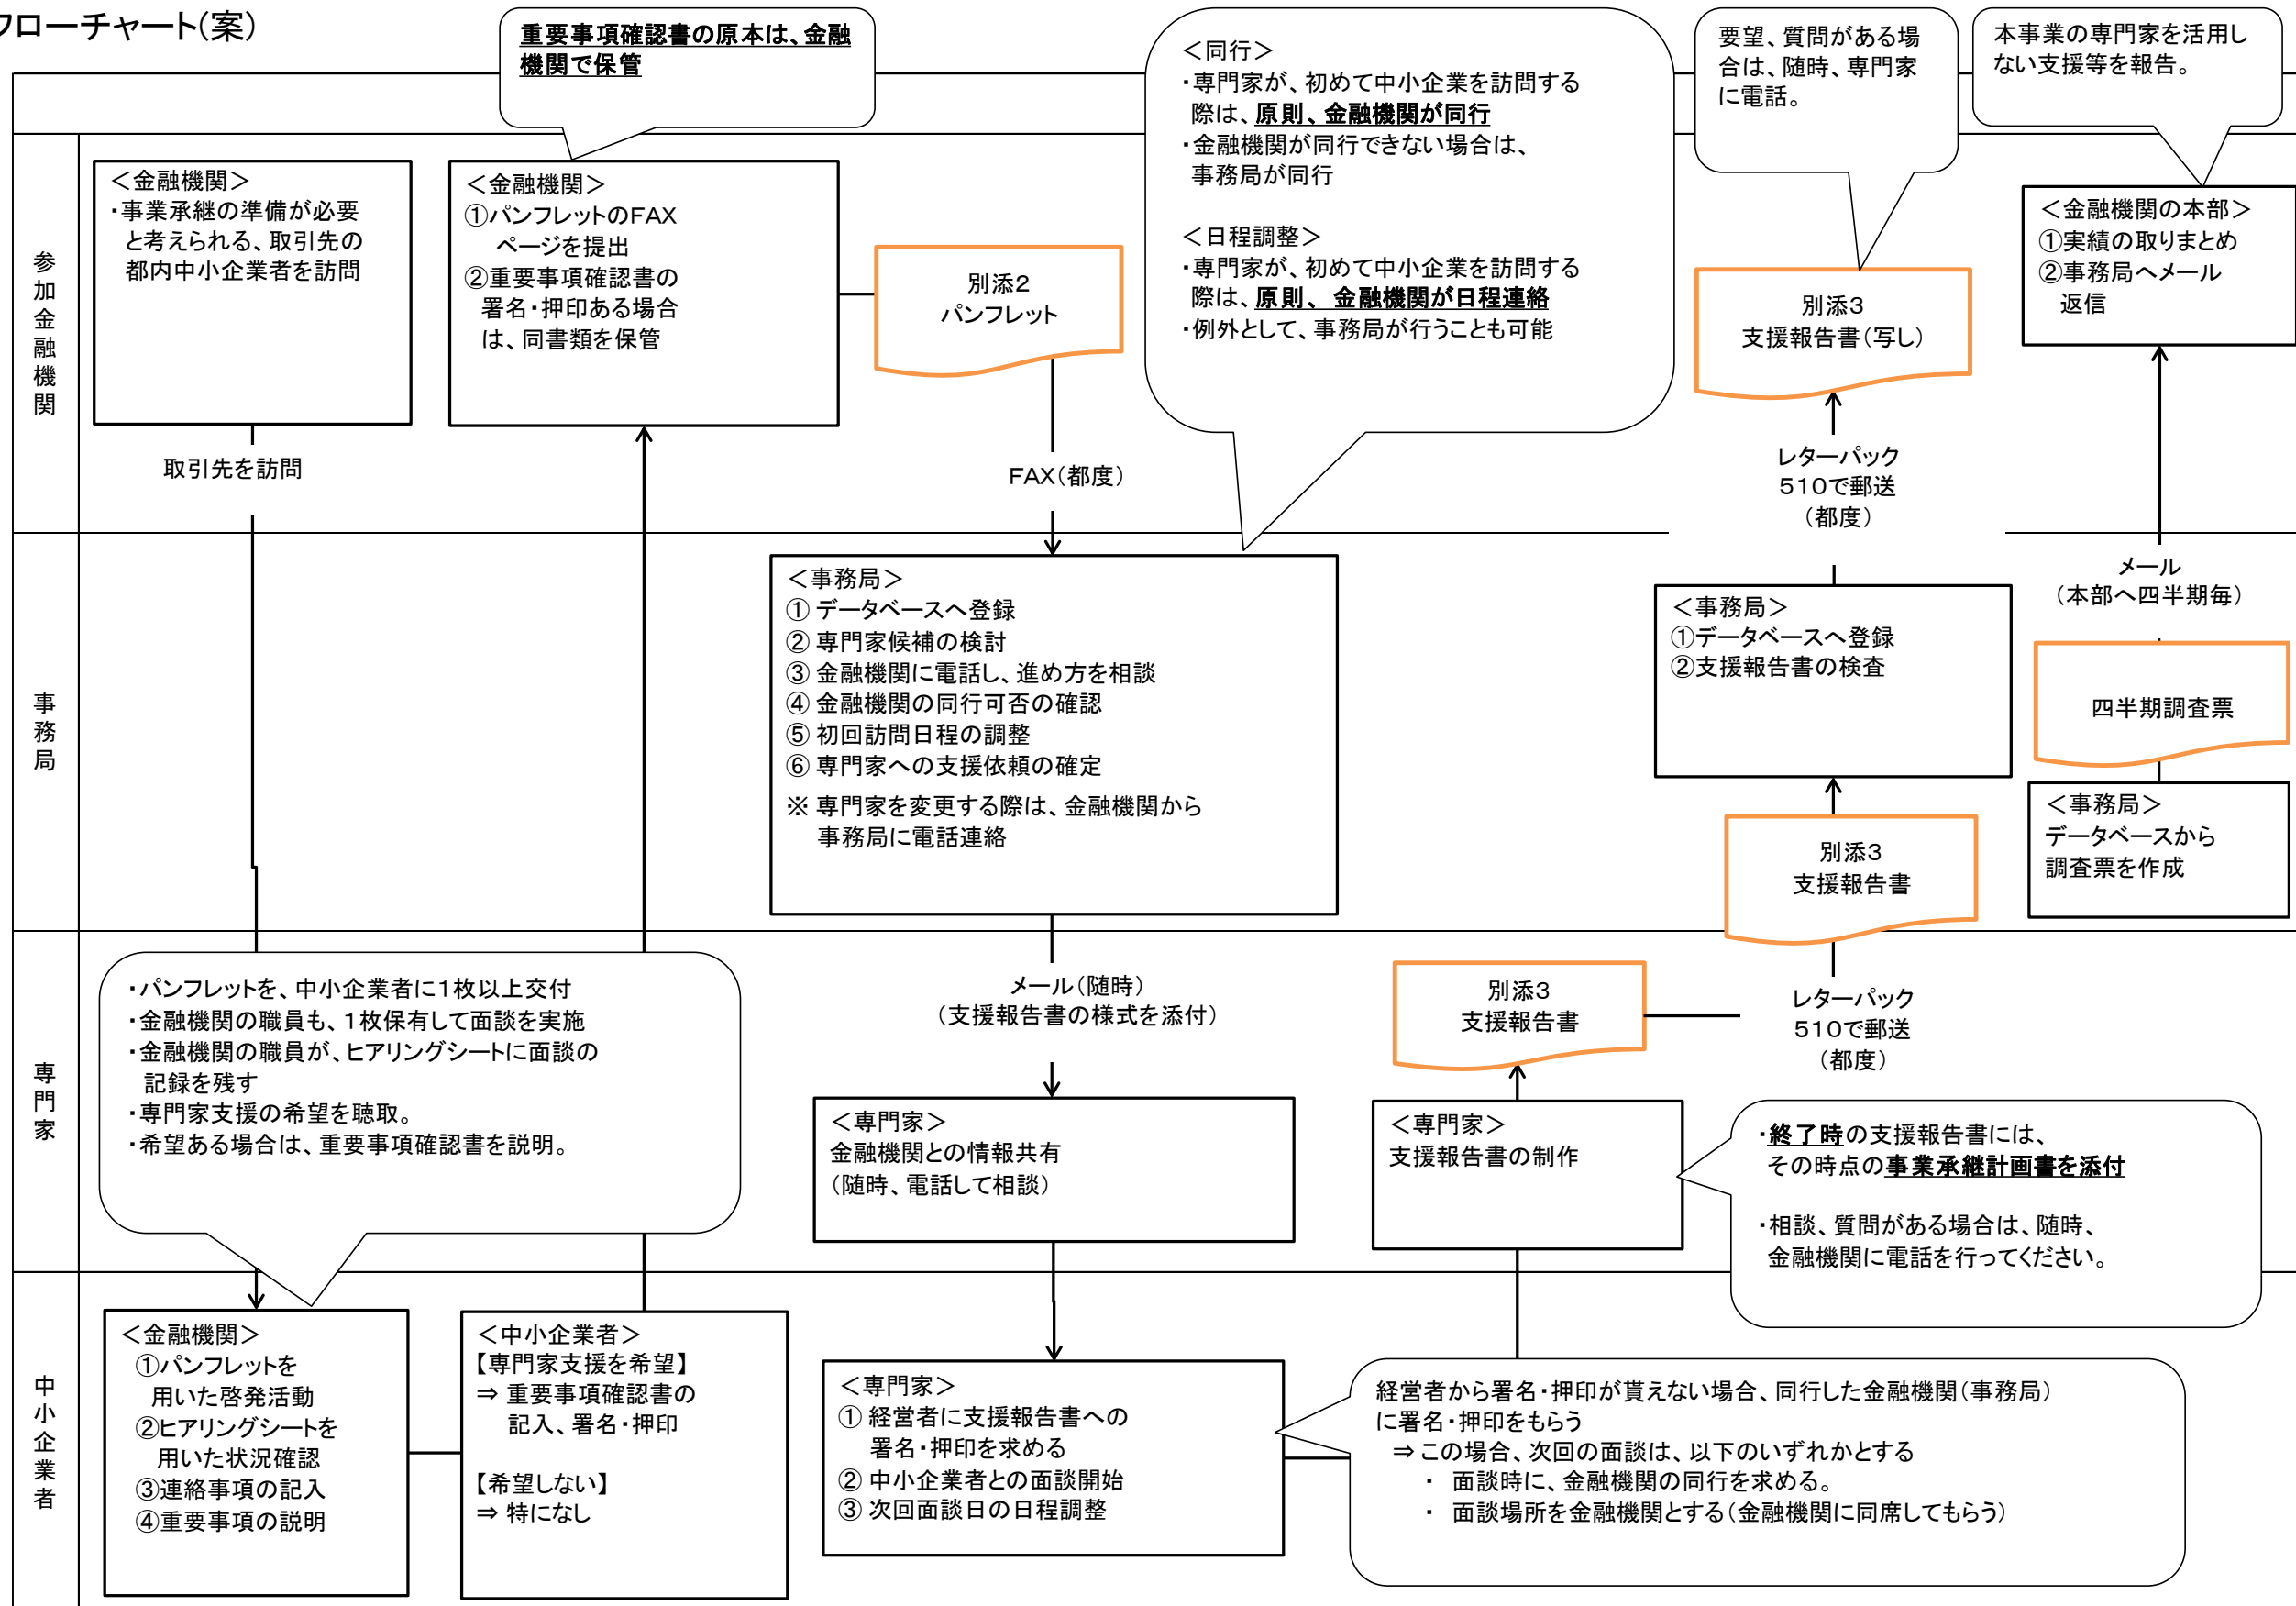 フローチャート(案)
重要事項確認書の原本は、金融
機関で保管
＜同行＞
・専門家が、初めて中小企業を訪問する
際は、原則、金融機関が同行
・金融機関が同行できない場合は、
事務局が同行
＜日程調整＞
・専門家が、初めて中小企業を訪問する
際は、原則、 金融機関が日程連絡
・例外として、事務局が行うことも可能
要望、質問がある場
合は、随時、専門家
に電話。
本事業の専門家を活用し
ない支援等を報告。
参加金融機関
＜金融機関＞
・事業承継の準備が必要
と考えられる、取引先の
都内中小企業者を訪問
取引先を訪問
＜金融機関＞
①パンフレットのFAX
ページを提出
②重要事項確認書の
署名・押印ある場合
は、同書類を保管
別添2
パンフレット
FAX(都度)
別添3
支援報告書(写し)
レターパック
510で郵送
(都度)
＜金融機関の本部＞
①実績の取りまとめ
②事務局へメール
返信
メール
(本部へ四半期毎)
事務局
＜事務局＞
① データベースへ登録
② 専門家候補の検討
③ 金融機関に電話し、進め方を相談
④ 金融機関の同行可否の確認
⑤ 初回訪問日程の調整
⑥ 専門家への支援依頼の確定
※ 専門家を変更する際は、金融機関から
事務局に電話連絡
＜事務局＞
①データベースへ登録
②支援報告書の検査
四半期調査票
＜事務局＞
データベースから
調査票を作成
別添3
支援報告書
専門家
・パンフレットを、中小企業者に1枚以上交付
・金融機関の職員も、1枚保有して面談を実施
・金融機関の職員が、ヒアリングシートに面談の
記録を残す
・専門家支援の希望を聴取。
・希望ある場合は、重要事項確認書を説明。
メール(随時)
(支援報告書の様式を添付)
＜専門家＞
金融機関との情報共有
(随時、電話して相談)
別添3
支援報告書
レターパック
510で郵送
(都度)
＜専門家＞
支援報告書の制作
・終了時の支援報告書には、
その時点の事業承継計画書を添付
・相談、質問がある場合は、随時、
金融機関に電話を行ってください。
中小企業者
＜金融機関＞
①パンフレットを
用いた啓発活動
②ヒアリングシートを
用いた状況確認
③連絡事項の記入
④重要事項の説明
＜中小企業者＞
【専門家支援を希望】
⇒ 重要事項確認書の
記入、署名・押印
【希望しない】
⇒ 特になし
＜専門家＞
① 経営者に支援報告書への
署名・押印を求める
② 中小企業者との面談開始
③ 次回面談日の日程調整
経営者から署名・押印が貰えない場合、同行した金融機関(事務局)
に署名・押印をもらう
⇒この場合、次回の面談は、以下のいずれかとする
・ 面談時に、金融機関の同行を求める。
・ 面談場所を金融機関とする(金融機関に同席してもらう)